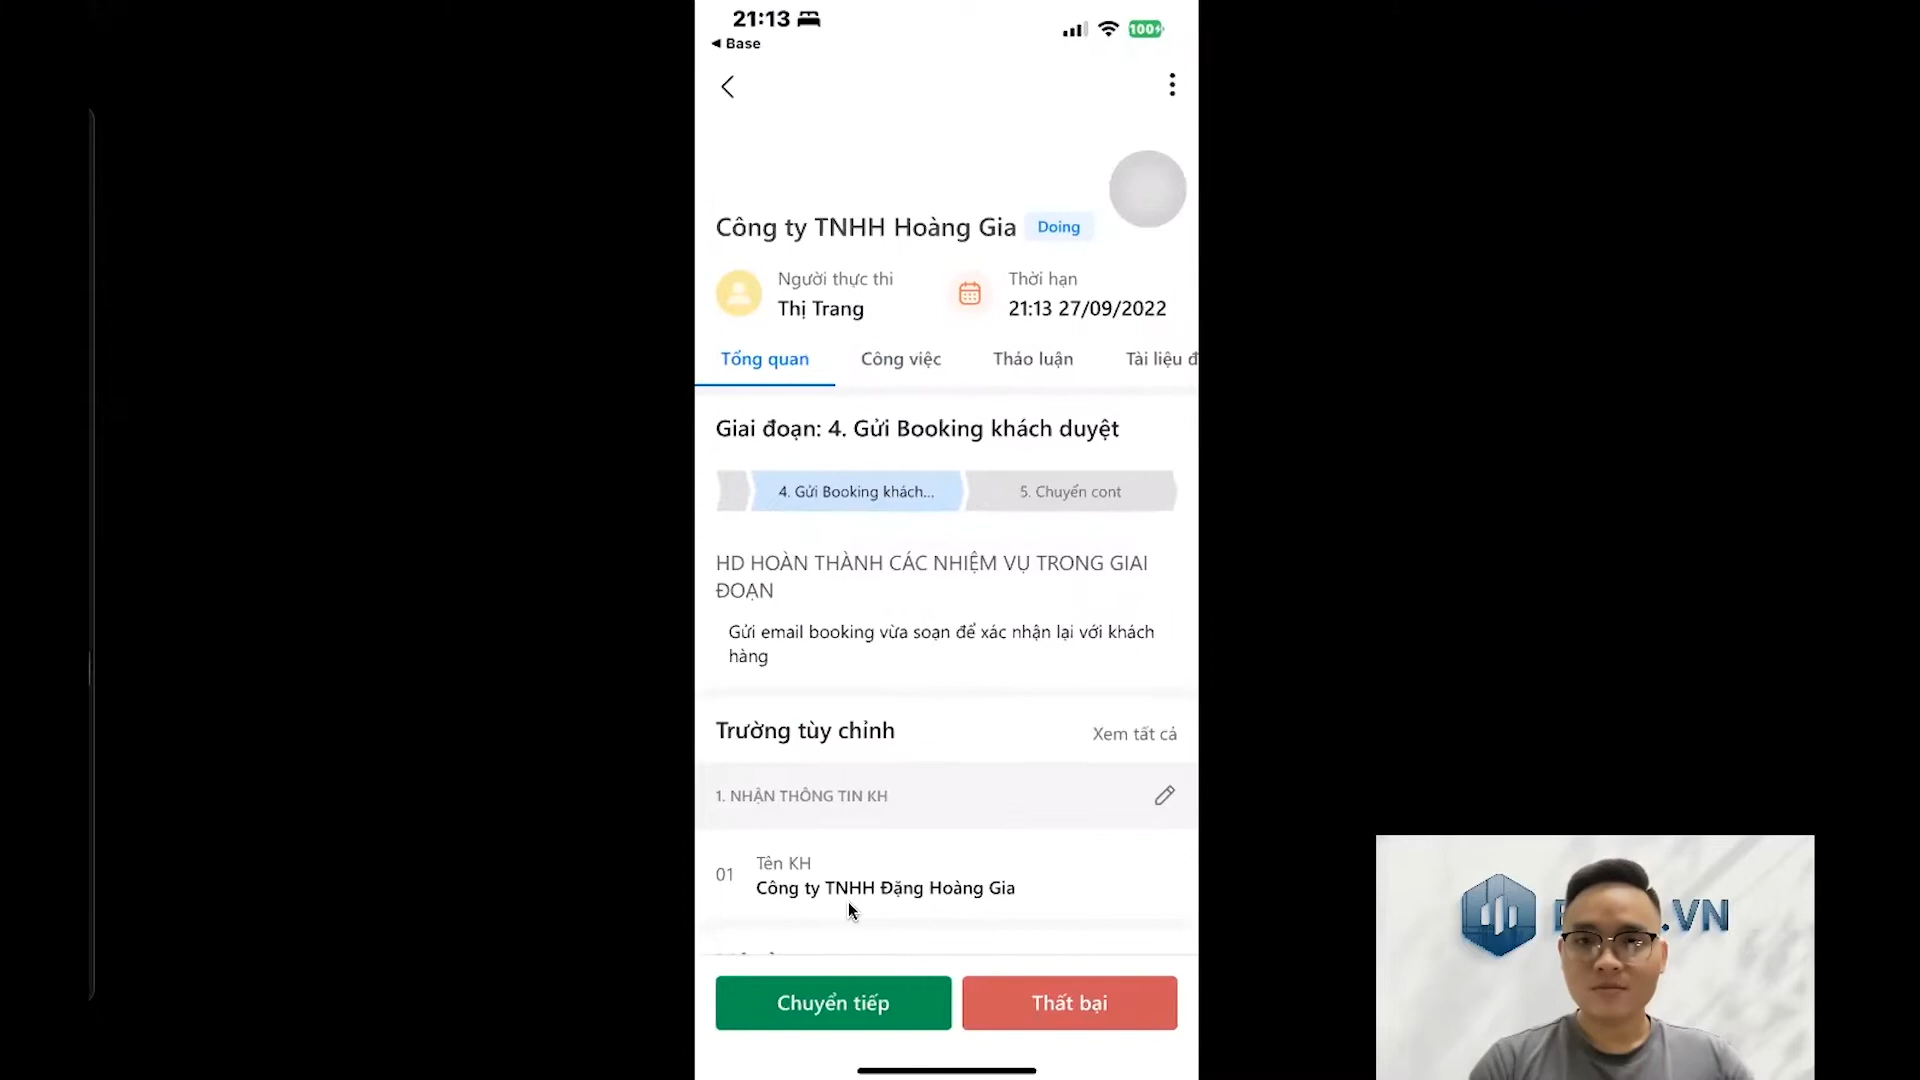 21:13
100
◀ Base
Công ty TNHH Hoàng Gia
Doing
Người thực thi
Thị Trang
Thời hạn
21:13 27/09/2022
Tổng quan
Công việc
Thảo luận
Tài liệu đ
Giai đoạn: 4. Gửi Booking khách duyệt
4. Gửi Booking khách...
5. Chuyển cont
HD HOÀN THÀNH CÁC NHIỆM VỤ TRONG GIAI
ĐOẠN
Gửi email booking vừa soạn để xác nhận lại với khách
hàng
Trường tùy chỉnh
Xem tất cả
1. NHẬN THÔNG TIN KH
01
Tên KH
Công ty TNHH Đặng Hoàng Gia
Chuyển tiếp
Thất bại
.VN